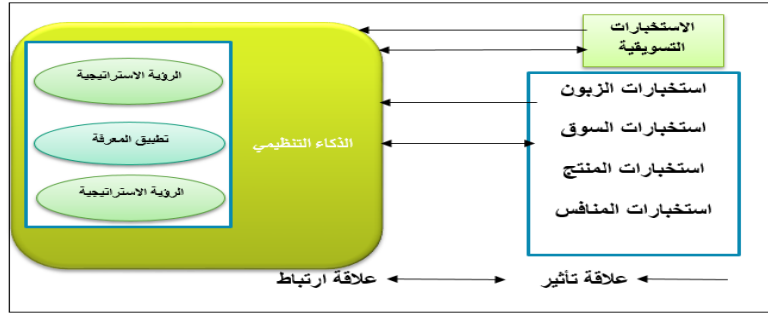 الاستخبارات
التسويقية
استخبارات الزبون
استخبارات السوق
استخبارات المنتج
استخبارات المنافس
الذكاء التنظيمي
الرؤية الاستراتيجية
تطبيق المعرفة
الرؤية الاستراتيجية
علاقة تأثير
علاقة ارتباط